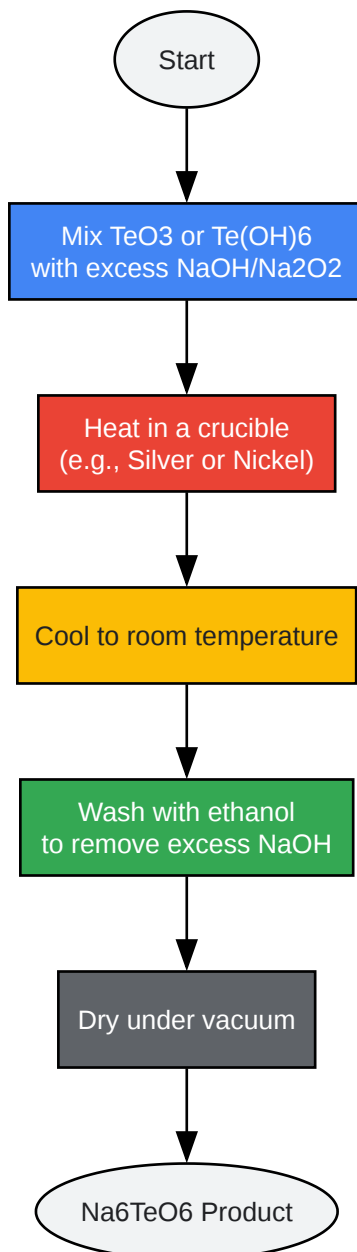 Start
Mix TeO3 or Te(OH)6
with excess NaOH/Na2O2
Heat in a crucible
(e.g., Silver or Nickel)
Cool to room temperature
Wash with ethanol
to remove excess NaOH
Dry under vacuum
Na6TeO6 Product